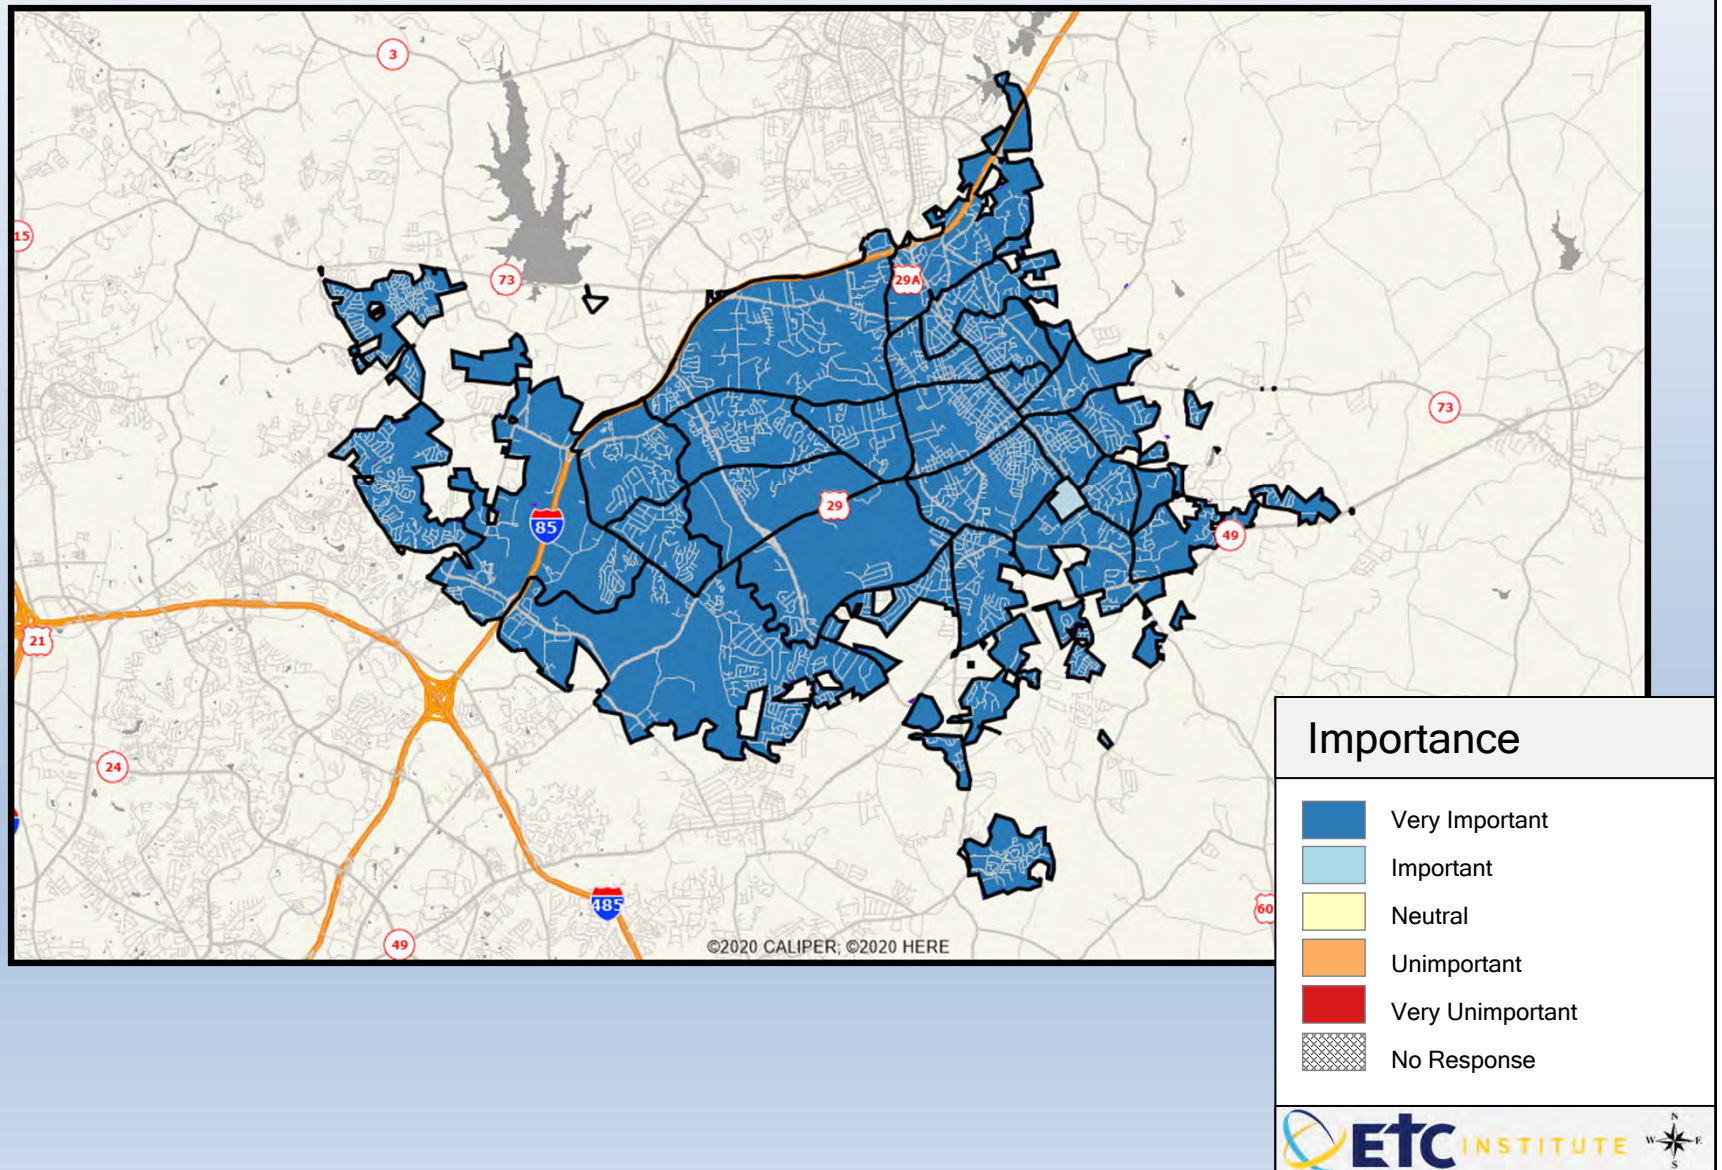 3
15
73
29A
73
29
85
49
21
24
485
49
60
©2020 CALIPER; ©2020 HERE
Importance
Very Important
Important
Neutral
Unimportant
Very Unimportant
No Response
ETC INSTITUTE
N
W E
S